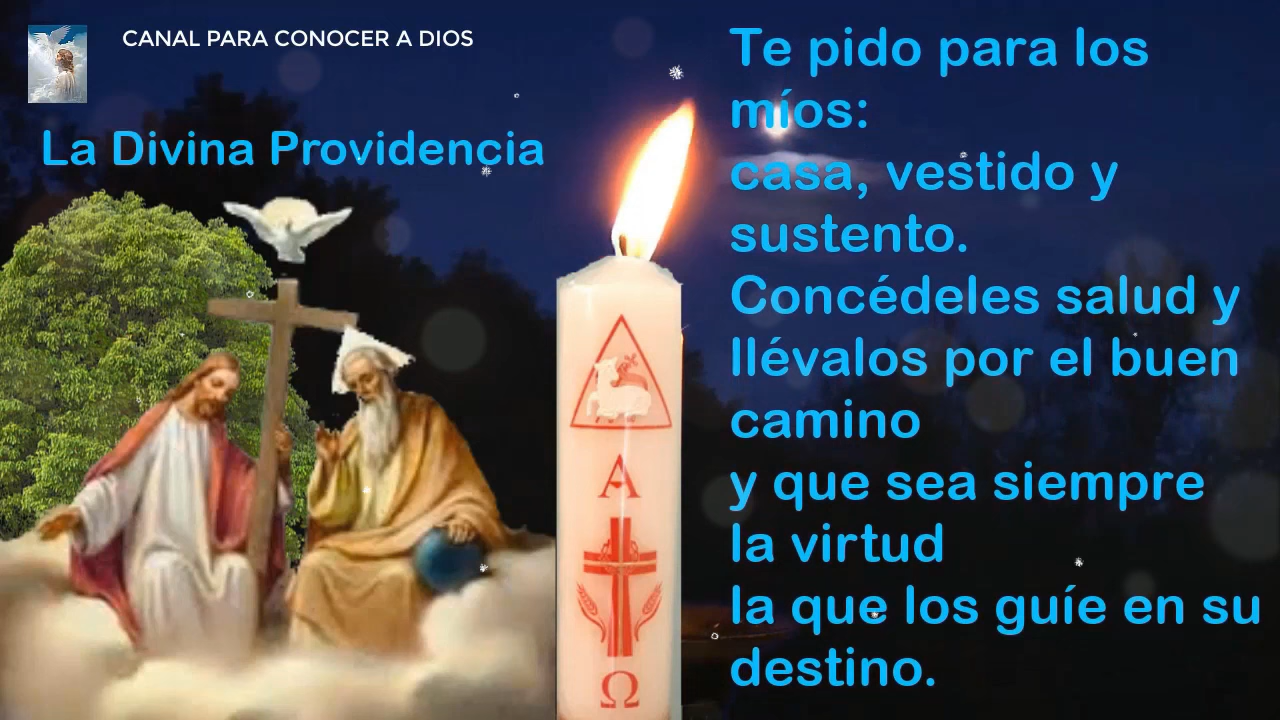 CANAL PARA CONOCER A DIOS
La Divina Providencia
Te pido para los
míos:
casa, vestido y
sustento.
Concédeles salud y
llévalos por el buen
camino
y que sea siempre
la virtud
la que los guíe en su
destino.
Α
Ω